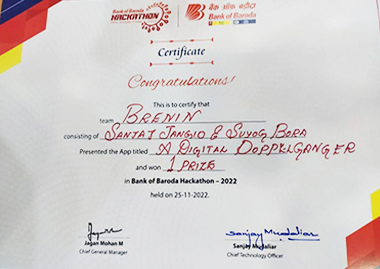 Bank of Baroda
HACKATHON
बैंक ऑफ़ बड़ौदा
Bank of Baroda
Certificate
Congratulations!
This is to certify that
team BRENIN
consisting of SANJAJ JANGID & SUYOG BORA
Presented the App titled A DIGITAL DOPPELGANGER
and won 1 PRIZE
in Bank of Baroda Hackathon – 2022
held on 25-11-2022.
Jagan Mohan M
Chief General Manager
Sanjay Mudaliar
Sanjay Mudaliar
Chief Technology Officer